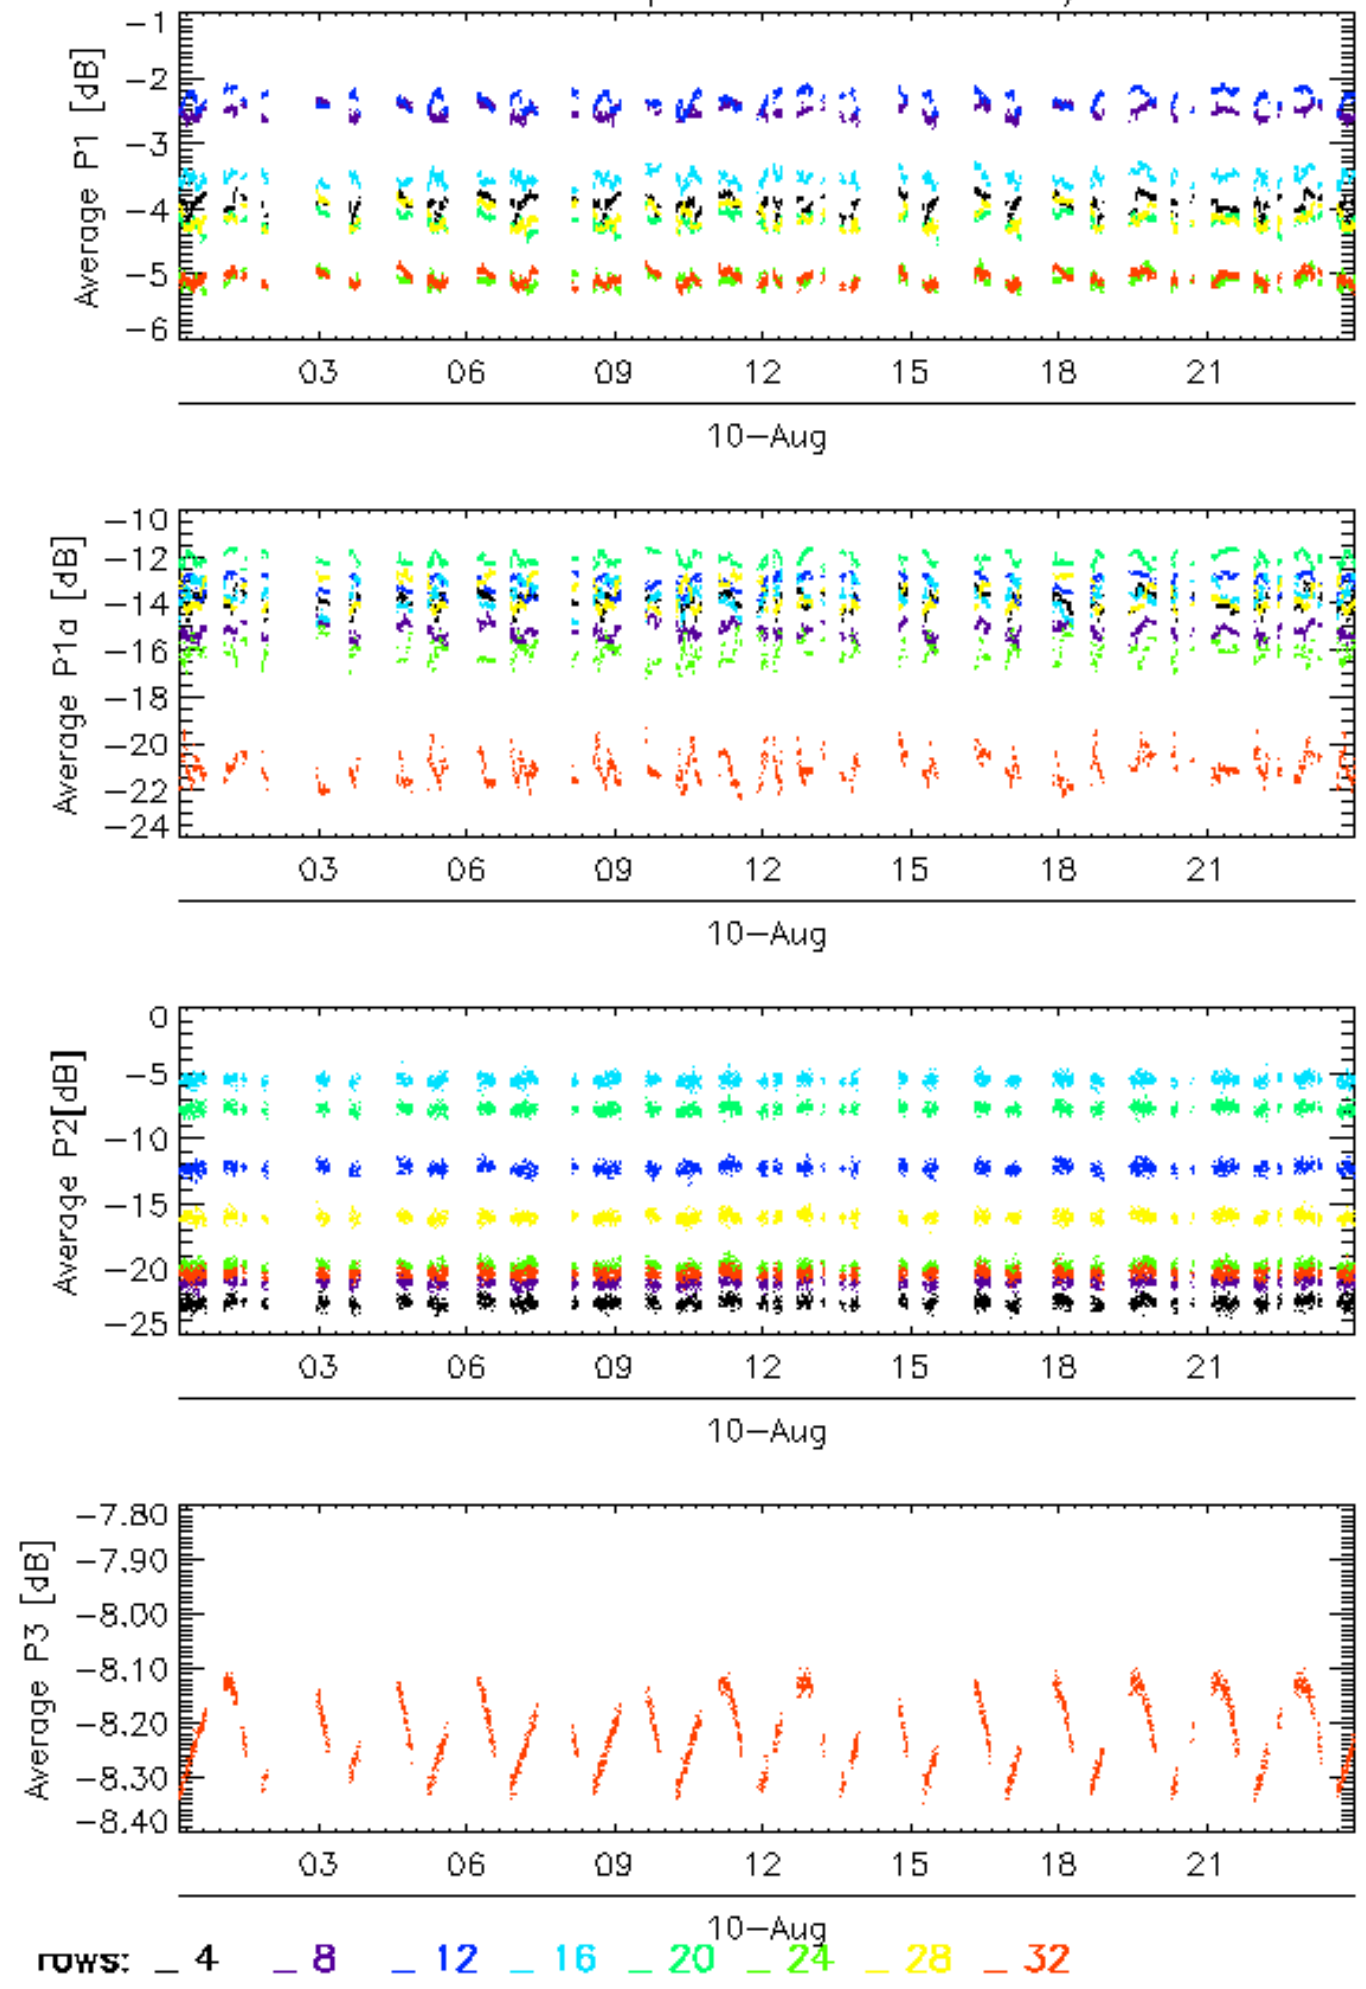 Average P1 [dB]
-1
-2
-3
-4
-5
-6
03 06 09 12 15 18 21
10-Aug
Average P1a [dB]
-10
-12
-14
-16
-18
-20
-22
-24
03 06 09 12 15 18 21
10-Aug
Average P2[dB]
0
-5
-10
-15
-20
-25
03 06 09 12 15 18 21
10-Aug
Average P3 [dB]
-7.80
-7.90
-8.00
-8.10
-8.20
-8.30
-8.40
03 06 09 12 15 18 21
10-Aug
rows: _ 4 _ 8 _ 12 _ 16 _ 20 _ 24 _ 28 _ 32